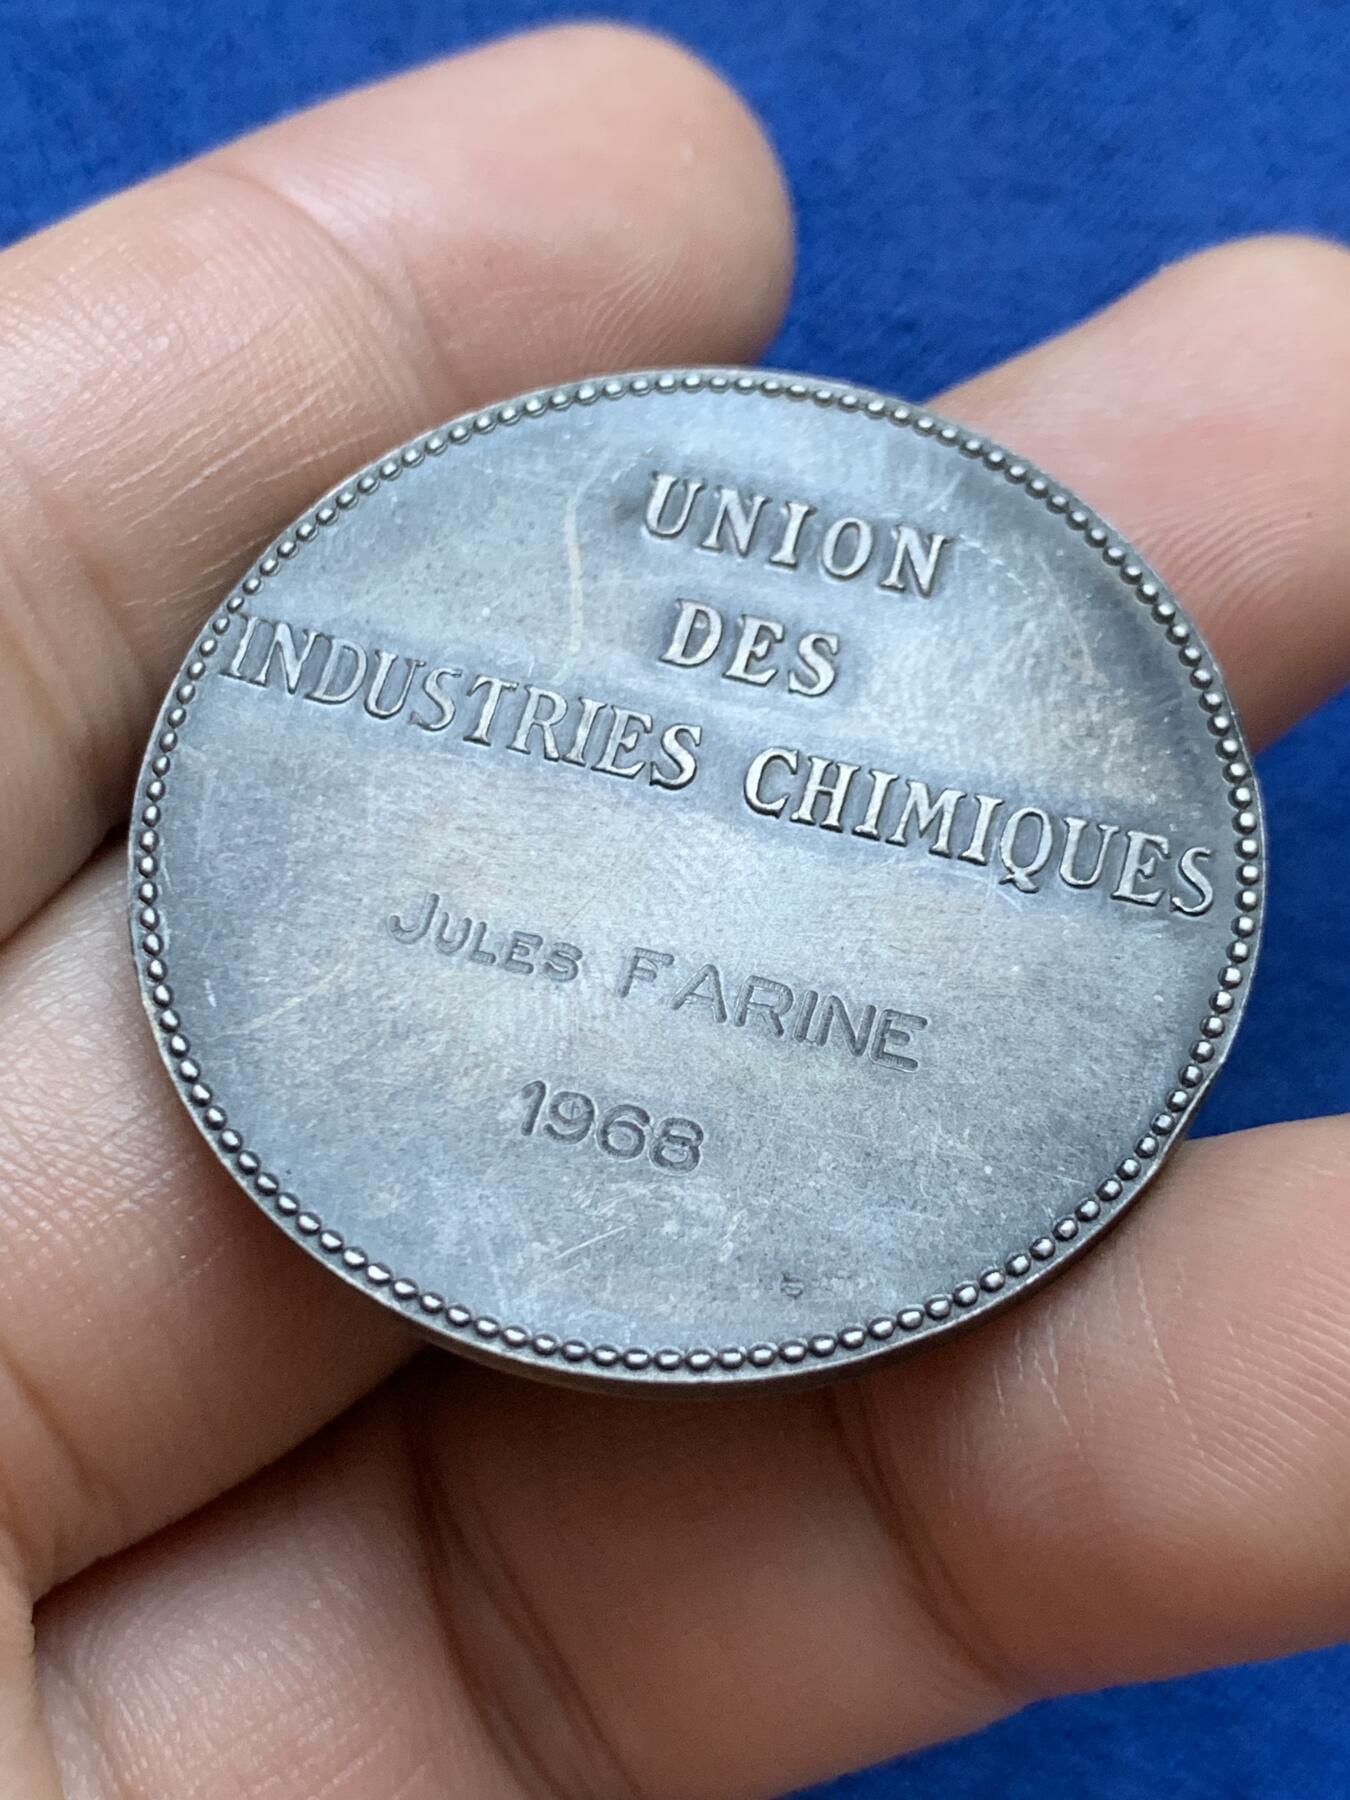 UNION
DES
INDUSTRIES CHIMIQUES
JULES FARINE
1968